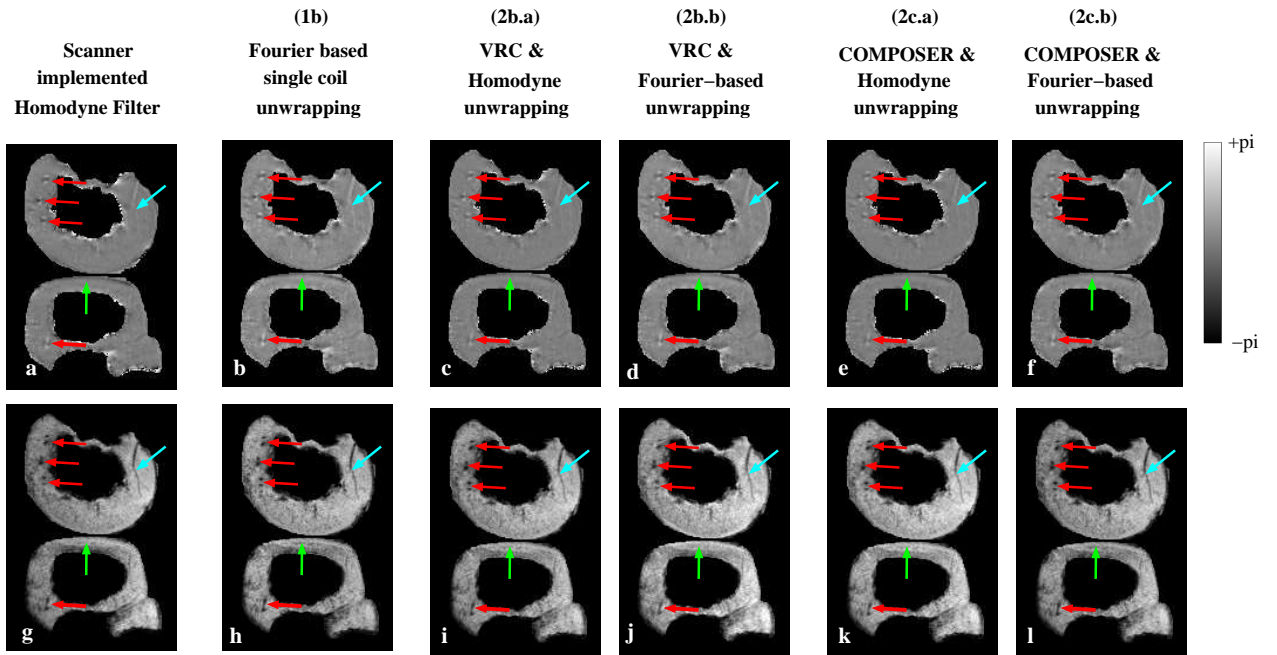 (1b)
(2b.a)
(2b.b)
(2c.a)
(2c.b)
Scanner
implemented
Homodyne Filter
Fourier based
single coil
unwrapping
VRC &
Homodyne
unwrapping
VRC &
Fourier−based
unwrapping
COMPOSER &
Homodyne
unwrapping
COMPOSER &
Fourier−based
unwrapping
+pi
−pi
a
b
c
d
e
f
g
h
i
j
k
l